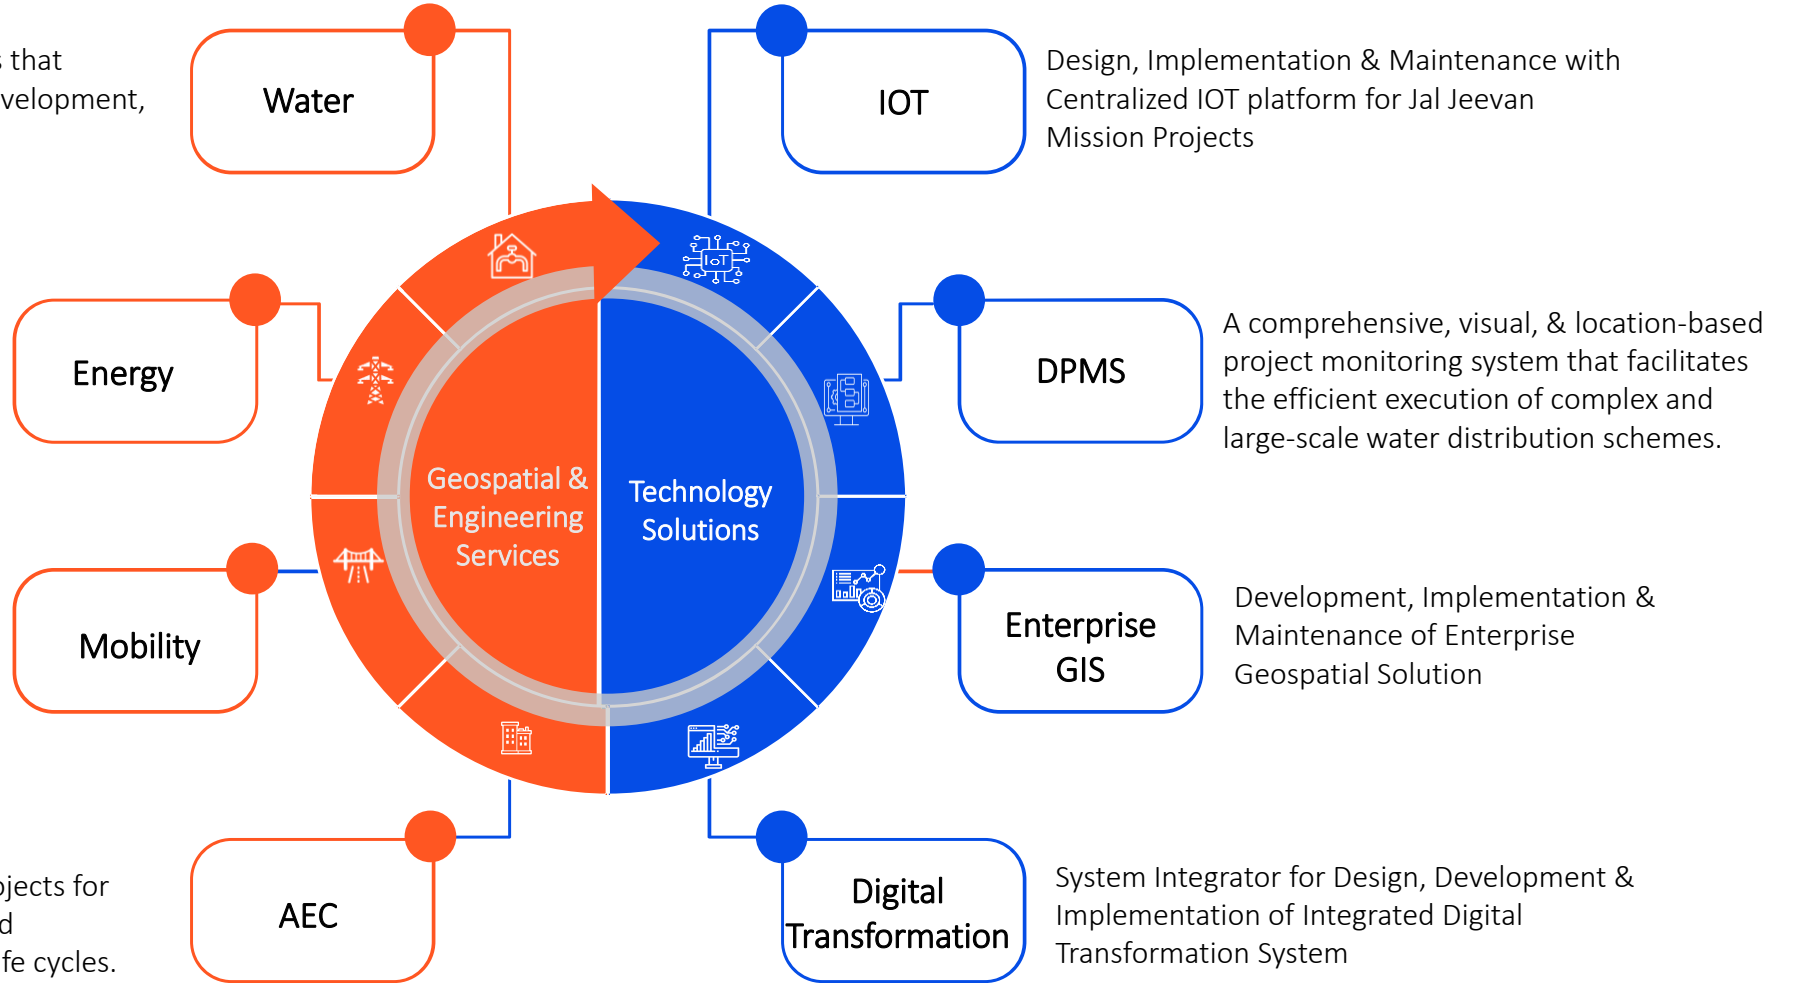 s that
velopment,
Water
IOT
Design, Implementation & Maintenance with
Centralized IOT platform for Jal Jeevan
Mission Projects
IoT
Energy
DPMS
A comprehensive, visual, & location-based
project monitoring system that facilitates
the efficient execution of complex and
large-scale water distribution schemes.
Geospatial &
Engineering
Services
Technology
Solutions
Mobility
Enterprise
GIS
Development, Implementation &
Maintenance of Enterprise
Geospatial Solution
jects for
d
fe cycles.
AEC
Digital
Transformation
System Integrator for Design, Development &
Implementation of Integrated Digital
Transformation System